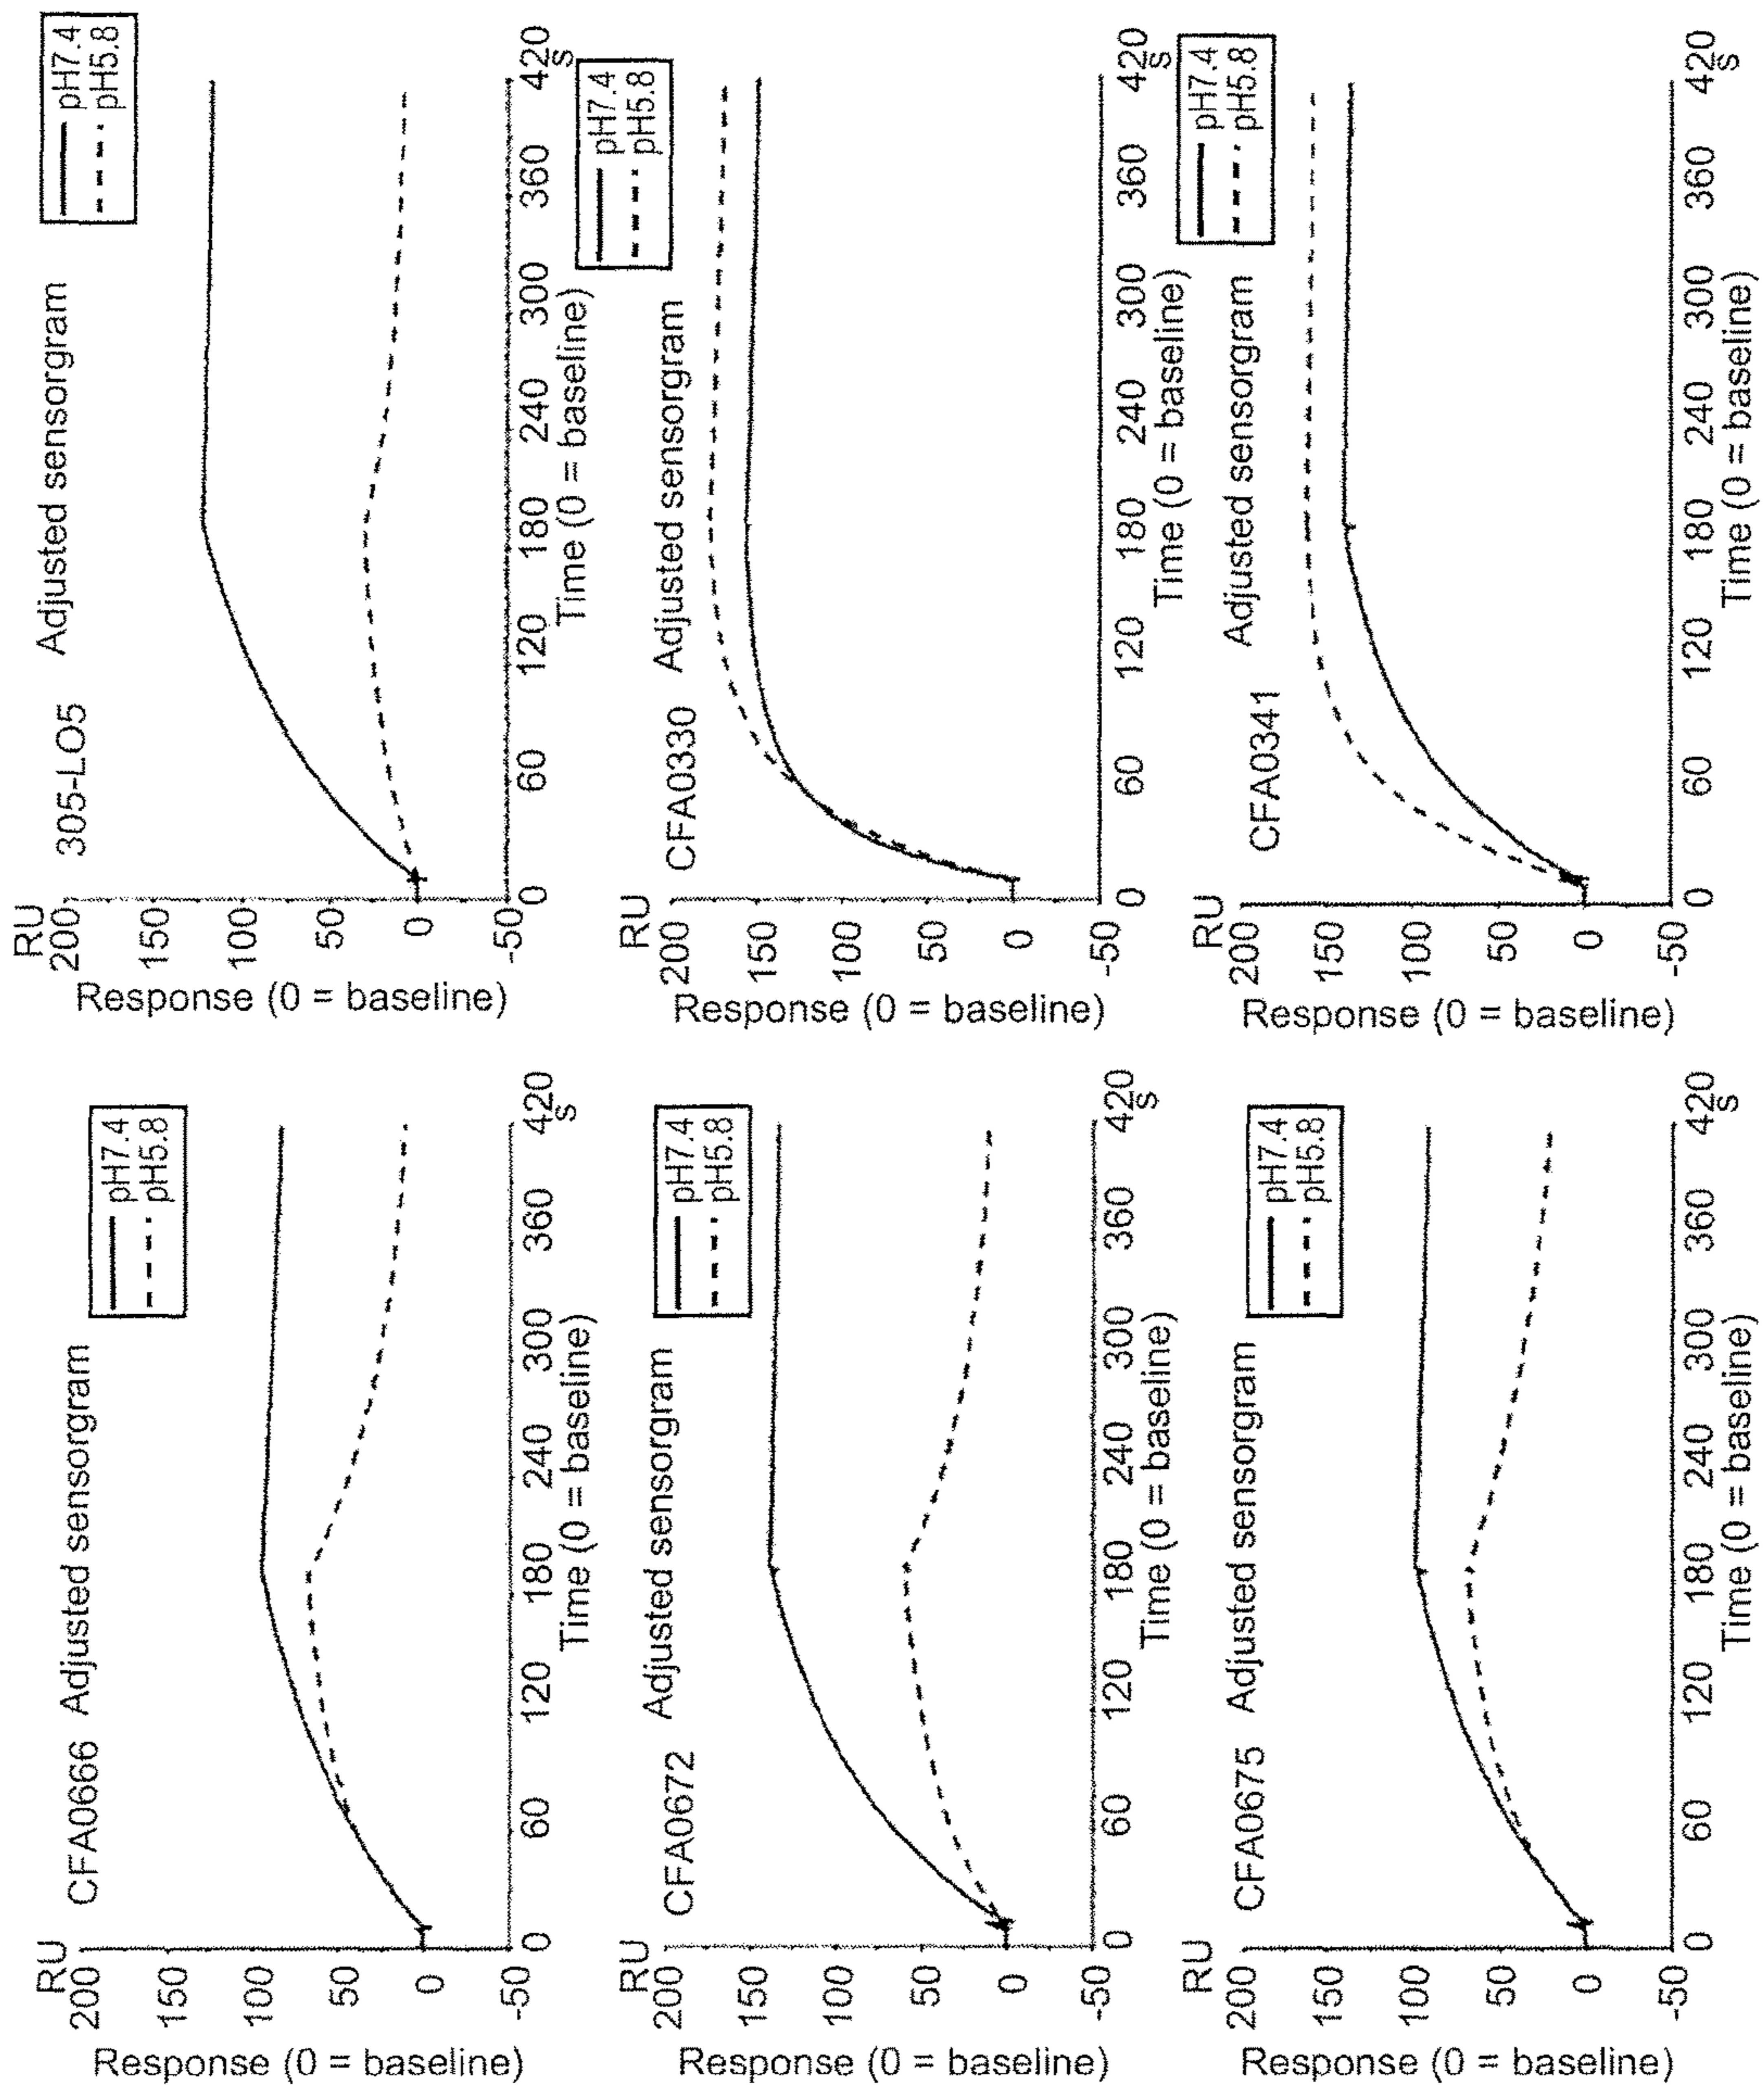 CFA0666 Adjusted sensorgram
pH7.4
pH5.8
RU
200
150
100
50
0
-50
Response (0 = baseline)
0 60 120 180 240 300 360 420
s
Time (0 = baseline)
305-LO5 Adjusted sensorgram
pH7.4
pH5.8
RU
200
150
100
50
0
-50
Response (0 = baseline)
0 60 120 180 240 300 360 420
s
Time (0 = baseline)
CFA0672 Adjusted sensorgram
pH7.4
pH5.8
RU
200
150
100
50
0
-50
Response (0 = baseline)
0 60 120 180 240 300 360 420
s
Time (0 = baseline)
CFA0330 Adjusted sensorgram
pH7.4
pH5.8
RU
200
150
100
50
0
-50
Response (0 = baseline)
0 60 120 180 240 300 360 420
s
Time (0 = baseline)
CFA0675 Adjusted sensorgram
pH7.4
pH5.8
RU
200
150
100
50
0
-50
Response (0 = baseline)
0 60 120 180 240 300 360 420
s
Time (0 = baseline)
CFA0341 Adjusted sensorgram
pH7.4
pH5.8
RU
200
150
100
50
0
-50
Response (0 = baseline)
0 60 120 180 240 300 360 420
s
Time (0 = baseline)